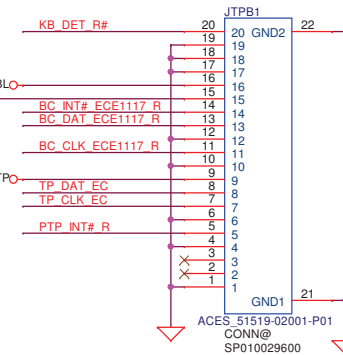 JTPB1
KB_DET_R# 20 20 GND2 22
19 19
18 18
17 17
BLO 16 16
15 15
BC_INT#_ECE1117_R 14 14
BC_DAT_ECE1117_R 13 13
12 12
BC_CLK_ECE1117_R 11 11
10 10
TP 9 9
TP_DAT_EC 8 8
TP_CLK_EC 7 7
6 6
PTP_INT#_R 5 5
4 4
3 3
2 2
1 1
GND1 21
ACES_51519-02001-P01
CONN@
SP010029600